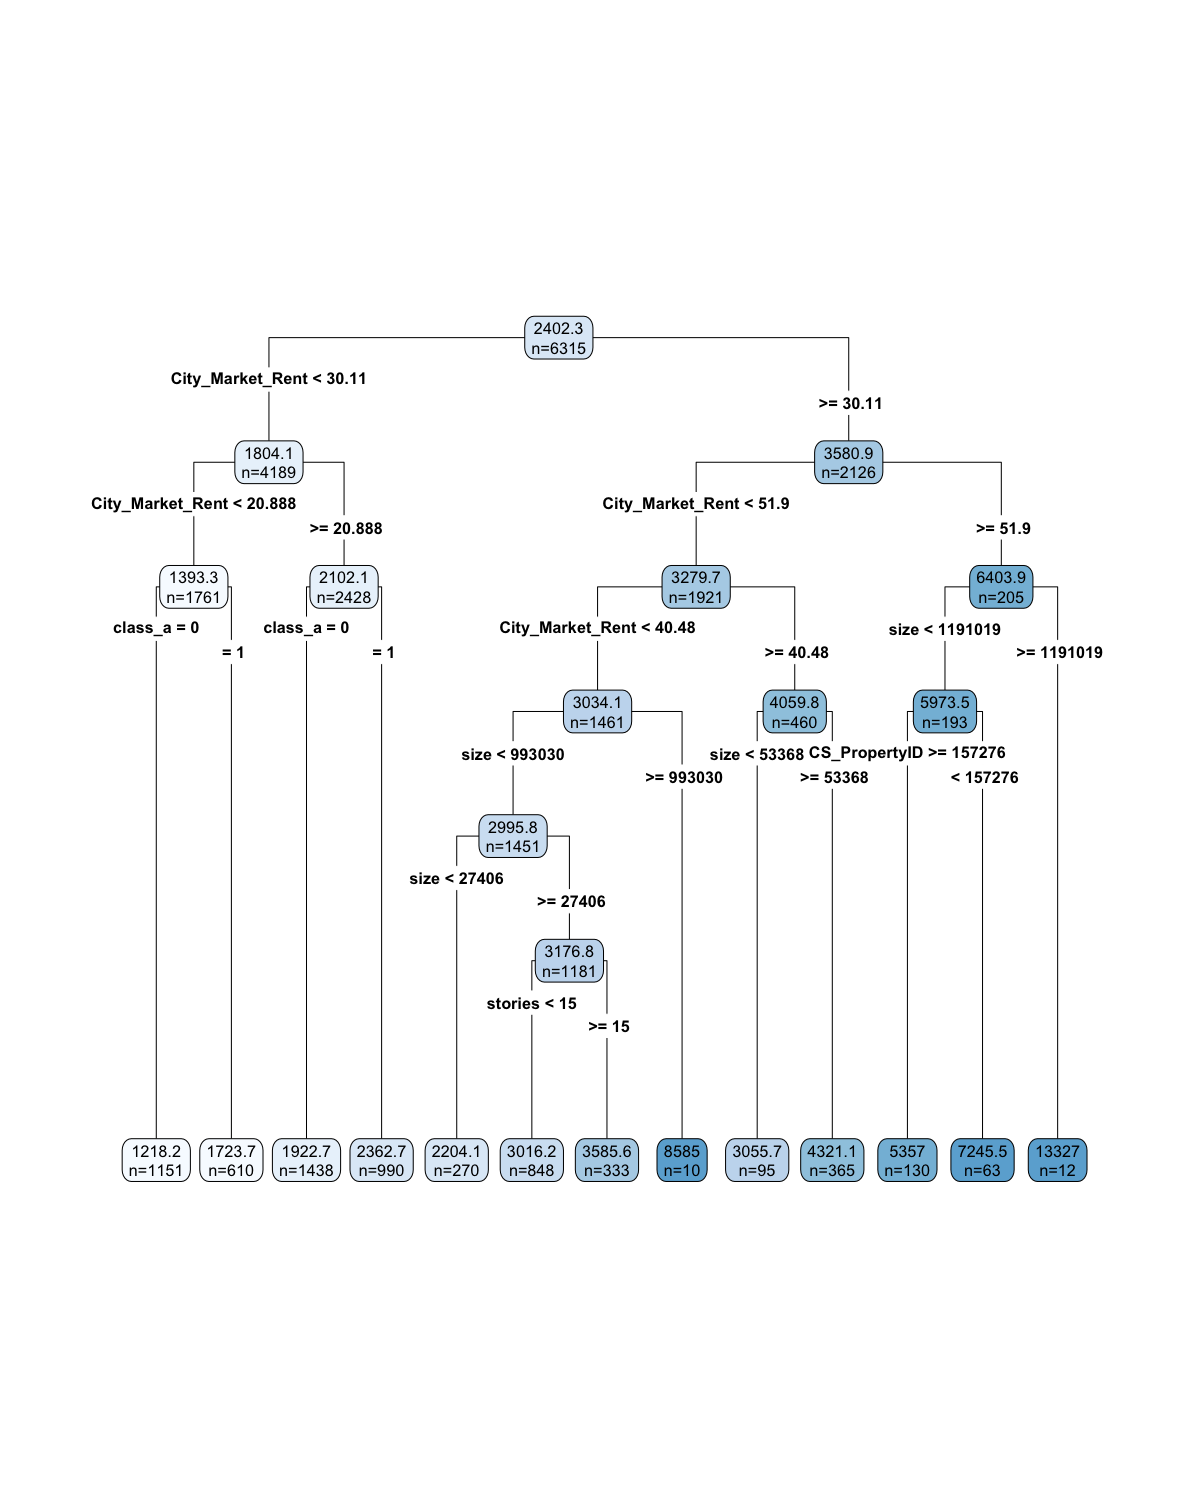 2402.3
n=6315
City_Market_Rent < 30.11
>= 30.11
1804.1
n=4189
3580.9
n=2126
City_Market_Rent < 20.888
>= 20.888
City_Market_Rent < 51.9
>= 51.9
1393.3
n=1761
2102.1
n=2428
3279.7
n=1921
6403.9
n=205
class_a = 0
= 1
class_a = 0
= 1
City_Market_Rent < 40.48
>= 40.48
size < 1191019
>= 1191019
3034.1
n=1461
4059.8
n=460
5973.5
n=193
size < 993030
>= 993030
size < 53368
>= 53368
CS_PropertyID >= 157276
< 157276
2995.8
n=1451
size < 27406
>= 27406
3176.8
n=1181
stories < 15
>= 15
1218.2
n=1151
1723.7
n=610
1922.7
n=1438
2362.7
n=990
2204.1
n=270
3016.2
n=848
3585.6
n=333
8585
n=10
3055.7
n=95
4321.1
n=365
5357
n=130
7245.5
n=63
13327
n=12